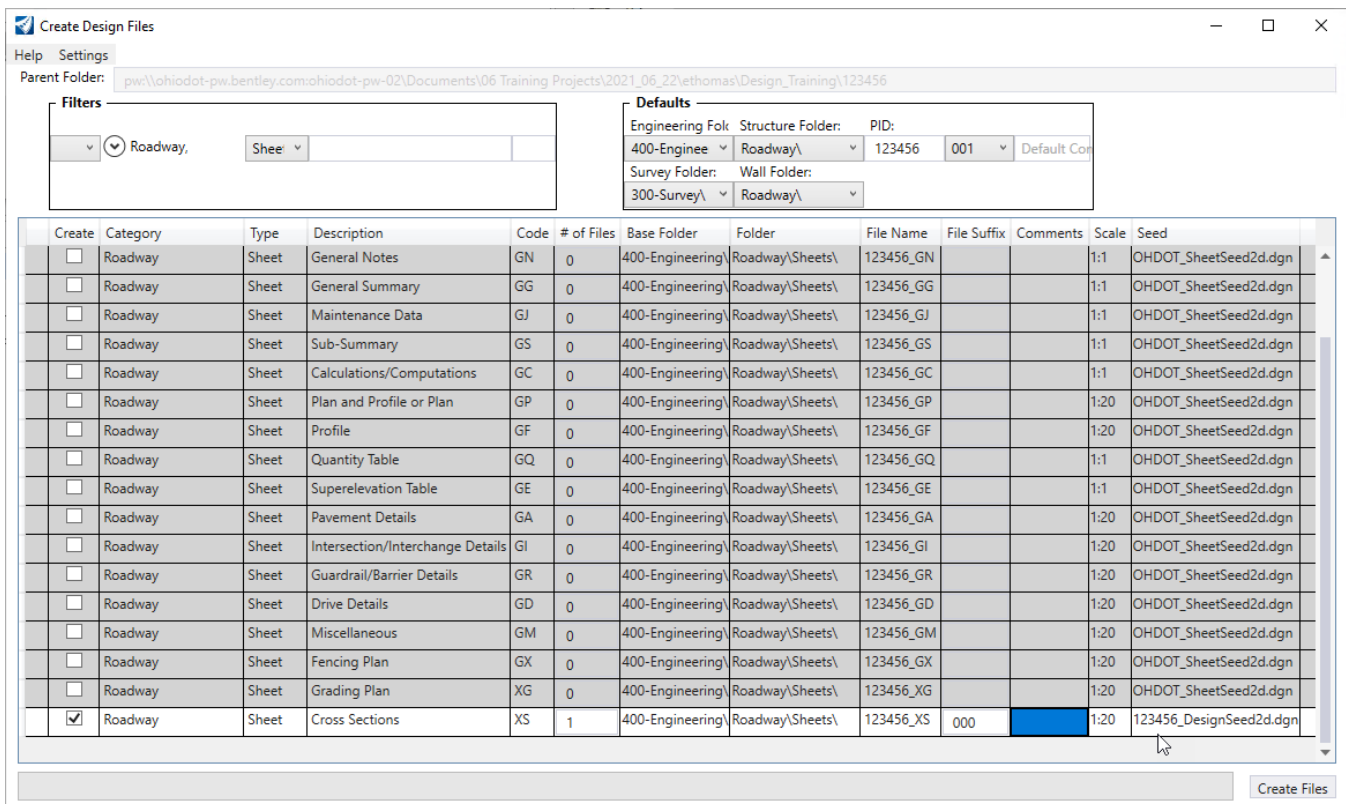 Create Design Files
Help Settings
Parent Folder: pw:\\ohiodot-pw.bentley.com:ohiodot-pw-02\Documents\06 Training Projects\2021_06_22\ethomas\Design_Training\123456
Filters
Roadway, Sheet
Defaults
Engineering Fol Structure Folder: PID:
400-Enginee Roadway\ 123456 001 Default Con
Survey Folder: Wall Folder:
300-Survey\ Roadway\
Create Category Type Description Code # of Files Base Folder Folder File Name File Suffix Comments Scale Seed
Roadway Sheet General Notes GN 0 400-Engineering\ Roadway\Sheets\ 123456_GN 1:1 OHDOT_SheetSeed2d.dgn
Roadway Sheet General Summary GG 0 400-Engineering\ Roadway\Sheets\ 123456_GG 1:1 OHDOT_SheetSeed2d.dgn
Roadway Sheet Maintenance Data GJ 0 400-Engineering\ Roadway\Sheets\ 123456_GJ 1:1 OHDOT_SheetSeed2d.dgn
Roadway Sheet Sub-Summary GS 0 400-Engineering\ Roadway\Sheets\ 123456_GS 1:1 OHDOT_SheetSeed2d.dgn
Roadway Sheet Calculations/Computations GC 0 400-Engineering\ Roadway\Sheets\ 123456_GC 1:1 OHDOT_SheetSeed2d.dgn
Roadway Sheet Plan and Profile or Plan GP 0 400-Engineering\ Roadway\Sheets\ 123456_GP 1:20 OHDOT_SheetSeed2d.dgn
Roadway Sheet Profile GF 0 400-Engineering\ Roadway\Sheets\ 123456_GF 1:20 OHDOT_SheetSeed2d.dgn
Roadway Sheet Quantity Table GQ 0 400-Engineering\ Roadway\Sheets\ 123456_GQ 1:1 OHDOT_SheetSeed2d.dgn
Roadway Sheet Superelevation Table GE 0 400-Engineering\ Roadway\Sheets\ 123456_GE 1:1 OHDOT_SheetSeed2d.dgn
Roadway Sheet Pavement Details GA 0 400-Engineering\ Roadway\Sheets\ 123456_GA 1:20 OHDOT_SheetSeed2d.dgn
Roadway Sheet Intersection/Interchange Details GI 0 400-Engineering\ Roadway\Sheets\ 123456_GI 1:20 OHDOT_SheetSeed2d.dgn
Roadway Sheet Guardrail/Barrier Details GR 0 400-Engineering\ Roadway\Sheets\ 123456_GR 1:20 OHDOT_SheetSeed2d.dgn
Roadway Sheet Drive Details GD 0 400-Engineering\ Roadway\Sheets\ 123456_GD 1:20 OHDOT_SheetSeed2d.dgn
Roadway Sheet Miscellaneous GM 0 400-Engineering\ Roadway\Sheets\ 123456_GM 1:20 OHDOT_SheetSeed2d.dgn
Roadway Sheet Fencing Plan GX 0 400-Engineering\ Roadway\Sheets\ 123456_GX 1:20 OHDOT_SheetSeed2d.dgn
Roadway Sheet Grading Plan XG 0 400-Engineering\ Roadway\Sheets\ 123456_XG 1:20 OHDOT_SheetSeed2d.dgn
Roadway Sheet Cross Sections XS 1 400-Engineering\ Roadway\Sheets\ 123456_XS 000 1:20 123456_DesignSeed2d.dgn
Create Files